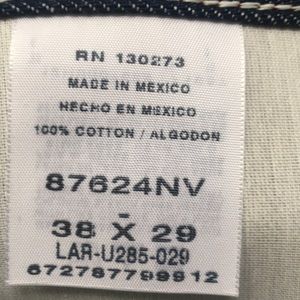 RN 130273
MADE IN MEXICO
HECHO EN MEXICO
100% COTTON / ALGODON
87624NV
-
38 X 29
LAR-U285-029
672787799912